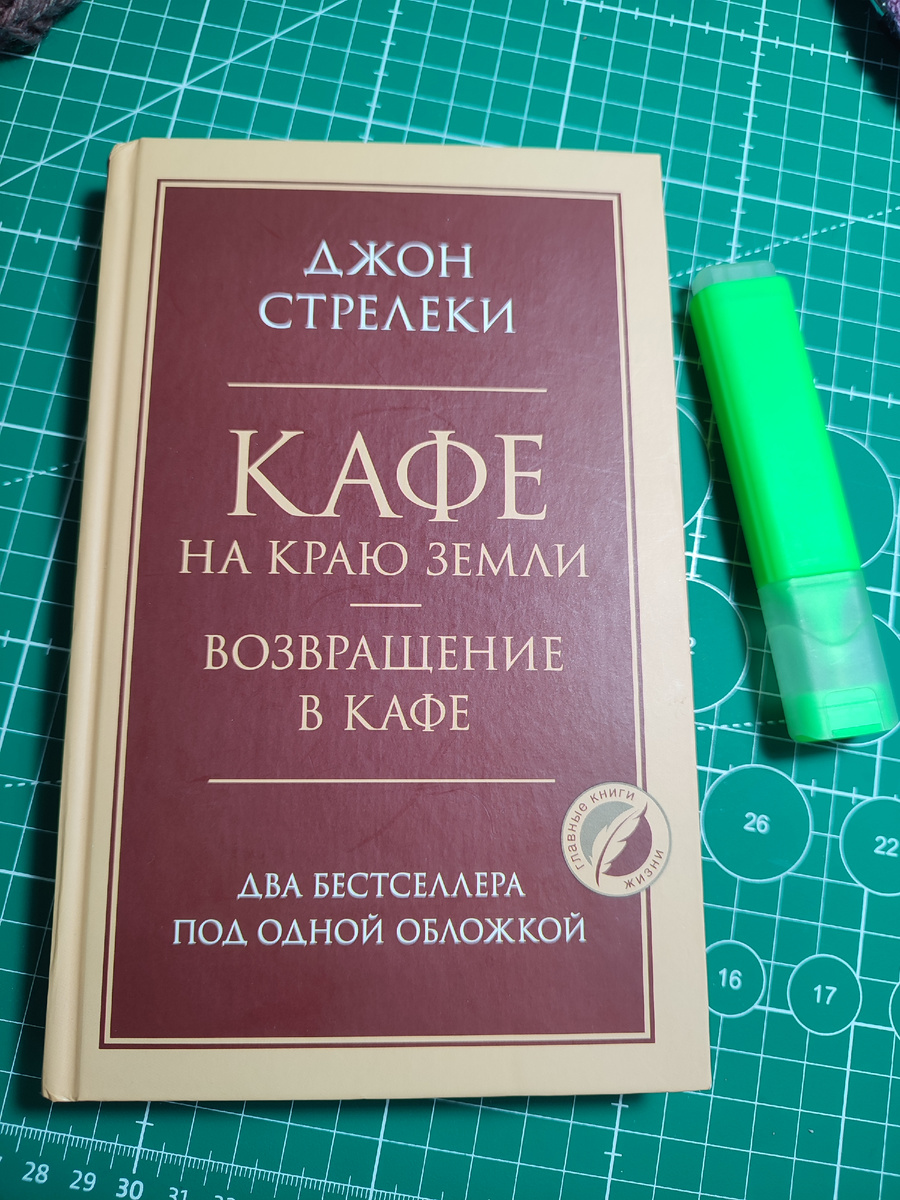 ДЖОН
СТРЕЛЕКИ
КАФЕ
НА КРАЮ ЗЕМЛИ
ВОЗВРАЩЕНИЕ
В КАФЕ
главные книги
жизни
ДВА БЕСТСЕЛЛЕРА
ПОД ОДНОЙ ОБЛОЖКОЙ
26
22
16
17
28 29 30 31 32